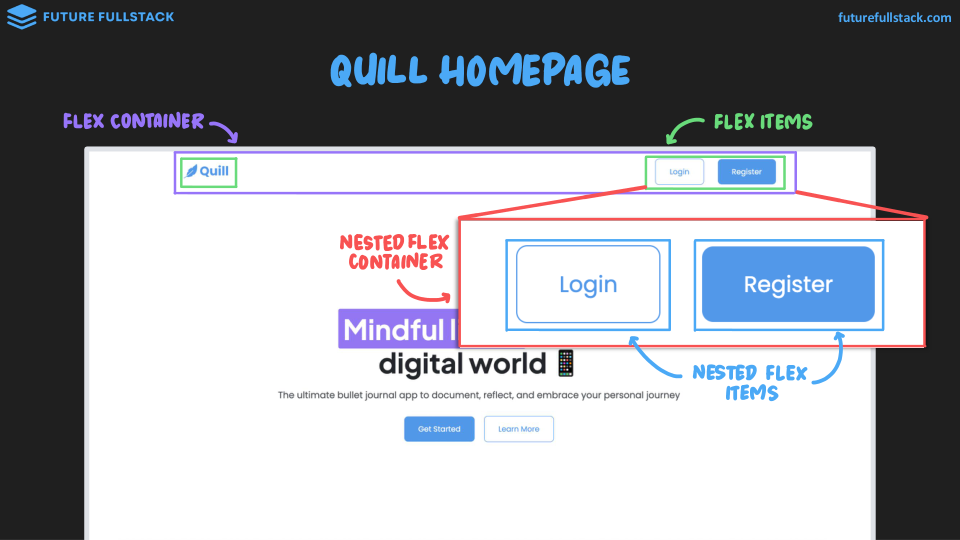 FUTURE FULLSTACK
futurefullstack.com
QUILL HOMEPAGE
FLEX CONTAINER
FLEX ITEMS
Quill
Login
Register
NESTED FLEX
CONTAINER
Login
Register
Mindful l
digital world
NESTED FLEX
ITEMS
The ultimate bullet journal app to document, reflect, and embrace your personal journey
Get Started
Learn More